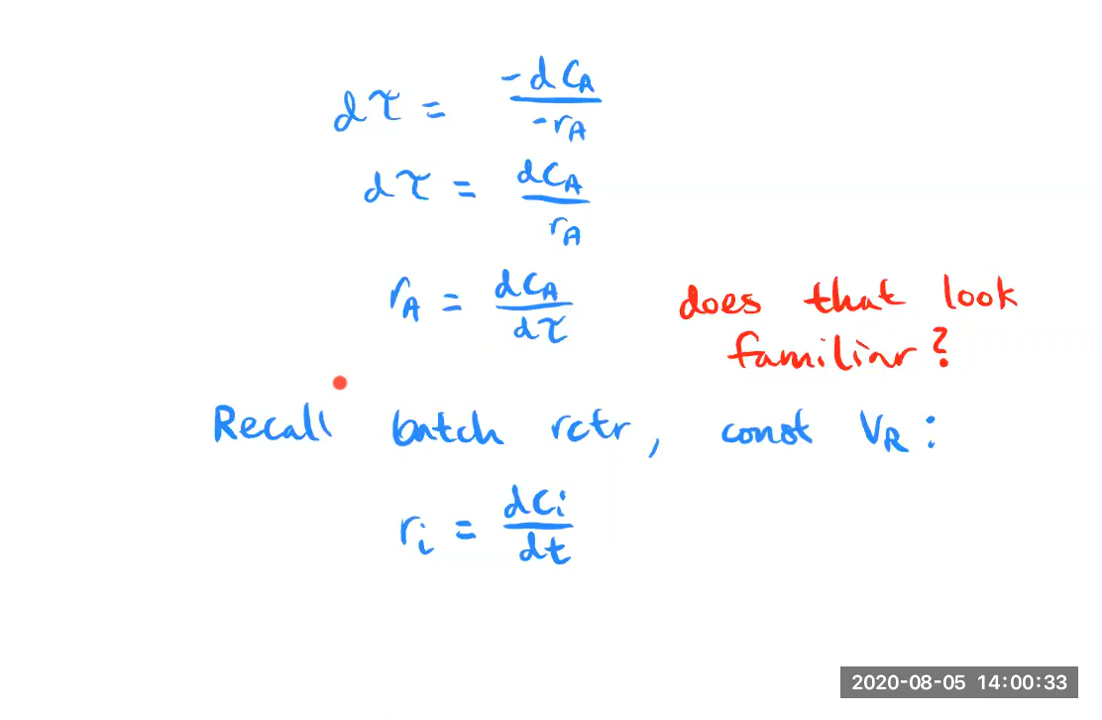 dτ = -dC_A / -r_A
dτ = dC_A / r_A
r_A = dC_A / dτ
does that look
familiar?
Recall batch rctr, const V_R:
r_i = dC_i / dt
2020-08-05 14:00:33